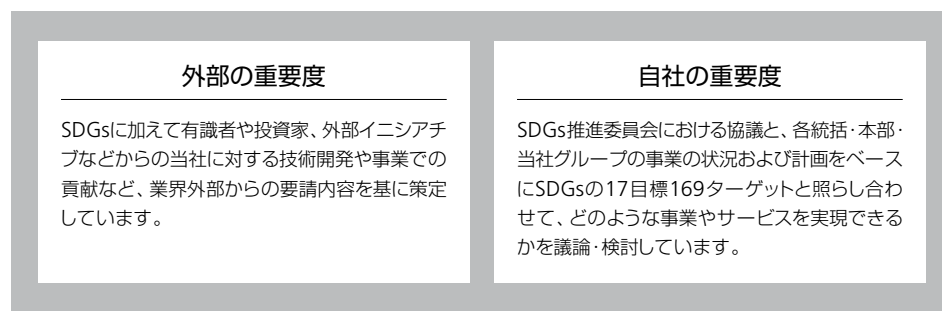 外部の重要度
SDGsに加えて有識者や投資家、外部イニシアチ
ブなどからの当社に対する技術開発や事業での
貢献など、業界外部からの要請内容を基に策定
しています。
自社の重要度
SDGs推進委員会における協議と、各統括・本部・
当社グループの事業の状況および計画をベース
にSDGsの17目標169ターゲットと照らし合わ
せて、どのような事業やサービスを実現できる
かを議論・検討しています。